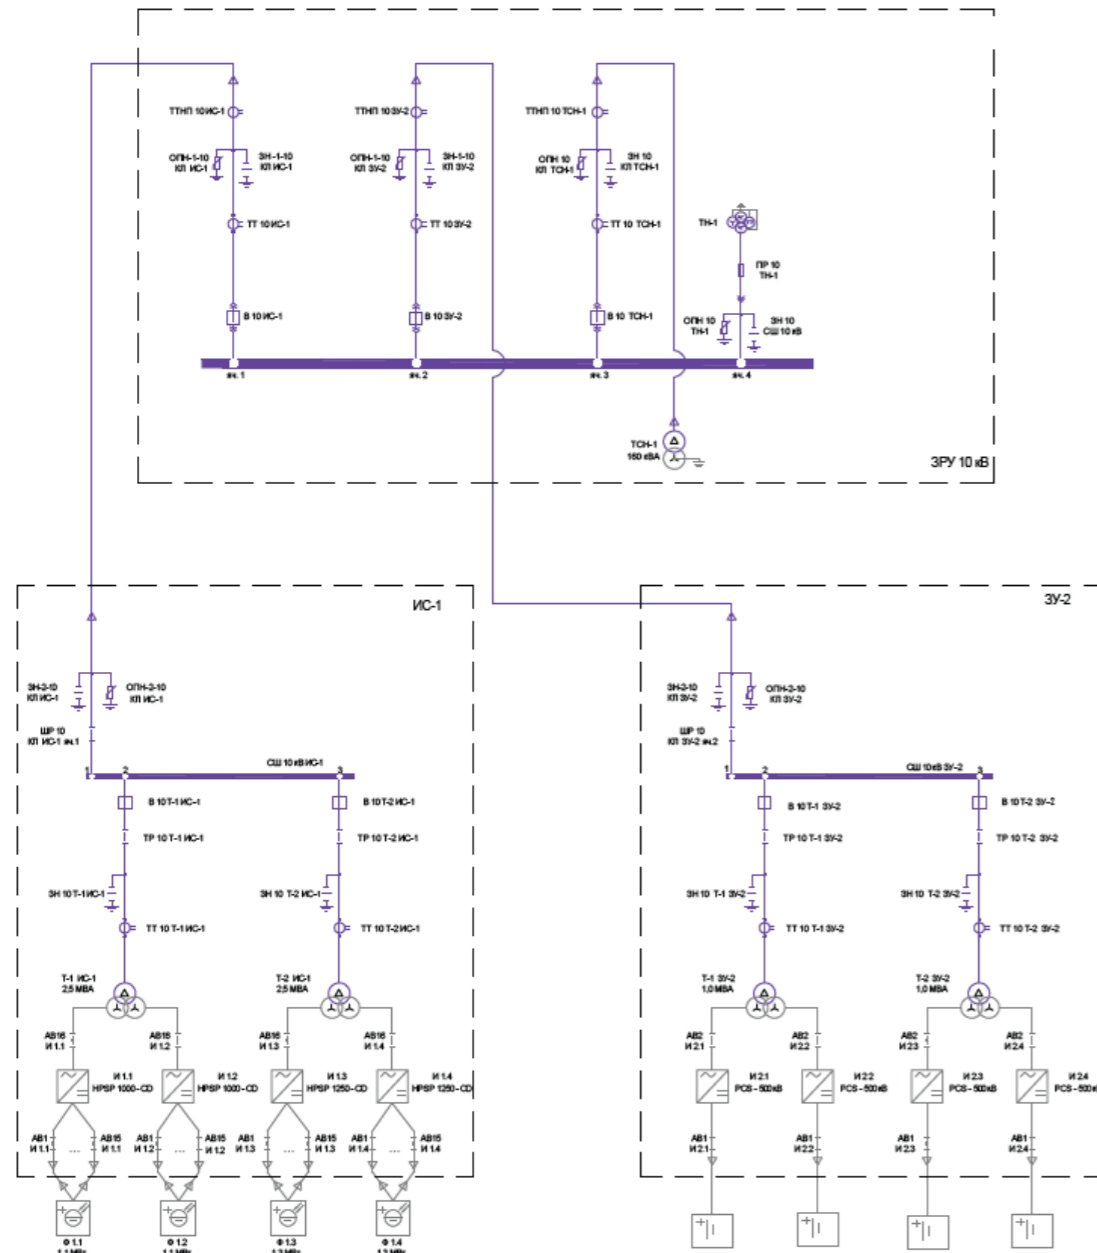 ТТНП 10 ИС-1
ТТНП 10 ЗУ-2
ТТНП 10 ТСН-1
ОПН-1-10
КЛ ИС-1
ЗН-1-10
КЛ ИС-1
ОПН-1-10
КЛ ЗУ-2
ЗН-1-10
КЛ ЗУ-2
ОПН 10
КЛ ТСН-1
ЗН 10
КЛ ТСН-1
ТТ 10 ИС-1
ТТ 10 ЗУ-2
ТТ 10 ТСН-1
ТН-1
ПР 10
ТН-1
В 10 ИС-1
В 10 ЗУ-2
В 10 ТСН-1
ОПН 10
ТН-1
ЗН 10
СШ 10 кВ
яч. 1
яч. 2
яч. 3
яч. 4
ТСН-1
160 кВА
ЗРУ 10 кВ
ИС-1
ЗУ-2
ЗН-2-10
КЛ ИС-1
ОПН-2-10
КЛ ИС-1
ЗН-2-10
КЛ ЗУ-2
ОПН-2-10
КЛ ЗУ-2
ШР 10
КЛ ИС-1 яч.1
ШР 10
КЛ ЗУ-2 яч.2
СШ 10 кВ ИС-1
СШ 10 кВ ЗУ-2
1 2 3
1 2 3
В 10 Т-1 ИС-1
В 10 Т-2 ИС-1
В 10 Т-1 ЗУ-2
В 10 Т-2 ЗУ-2
ТР 10 Т-1 ИС-1
ТР 10 Т-2 ИС-1
ТР 10 Т-1 ЗУ-2
ТР 10 Т-2 ЗУ-2
ЗН 10 Т-1 ИС-1
ЗН 10 Т-2 ИС-1
ЗН 10 Т-1 ЗУ-2
ЗН 10 Т-2 ЗУ-2
ТТ 10 Т-1 ИС-1
ТТ 10 Т-2 ИС-1
ТТ 10 Т-1 ЗУ-2
ТТ 10 Т-2 ЗУ-2
Т-1 ИС-1
2,5 МВА
Т-2 ИС-1
2,5 МВА
Т-1 ЗУ-2
1,0 МВА
Т-2 ЗУ-2
1,0 МВА
АВ16
И 1.1
АВ16
И 1.2
АВ16
И 1.3
АВ16
И 1.4
АВ2
И 2.1
АВ2
И 2.2
АВ2
И 2.3
АВ2
И 2.4
И 1.1
HPSP 1000-CD
И 1.2
HPSP 1000-CD
И 1.3
HPSP 1250-CD
И 1.4
HPSP 1250-CD
И 2.1
PCS-500кВ
И 2.2
PCS-500кВ
И 2.3
PCS-500кВ
И 2.4
PCS-500кВ
АВ1
И 1.1
...
АВ15
И 1.1
АВ1
И 1.2
...
АВ15
И 1.2
АВ1
И 1.3
...
АВ15
И 1.3
АВ1
И 1.4
...
АВ15
И 1.4
АВ1
И 2.1
АВ1
И 2.2
АВ1
И 2.3
АВ1
И 2.4
Ф 1.1
Ф 1.2
Ф 1.3
Ф 1.4